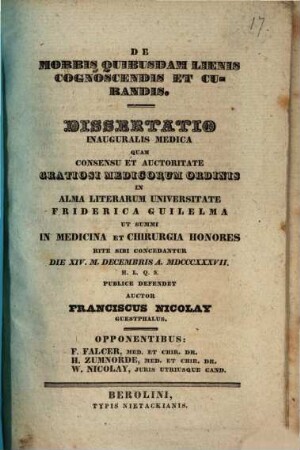 17.
DE
MORBIS QUIBUSDAM LIENIS
COGNOSCENDIS ET CU-
RANDIS.
DISSERTATIO
INAUGURALIS MEDICA
QUAM
CONSENSU ET AUCTORITATE
GRATIOSI MEDICORUM ORDINIS
IN
ALMA LITERARUM UNIVERSITATE
FRIDERICA GUILELMA
UT SUMMI
IN MEDICINA ET CHIRURGIA HONORES
RITE SIBI CONCEDANTUR
DIE XIV. M. DECEMBRIS A. MDCCCXXXVII.
H. L. Q. S.
PUBLICE DEFENDET
AUCTOR
FRANCISCUS NICOLAY
GUESTPHALUS.
OPPONENTIBUS:
F. FALCER, MED. ET CHIR. DR.
H. ZUMNORDE, MED. ET CHIR. DR.
W. NICOLAY, JURIS UTRIUSQUE CAND.
BEROLINI,
TYPIS NIETACKIANIS.